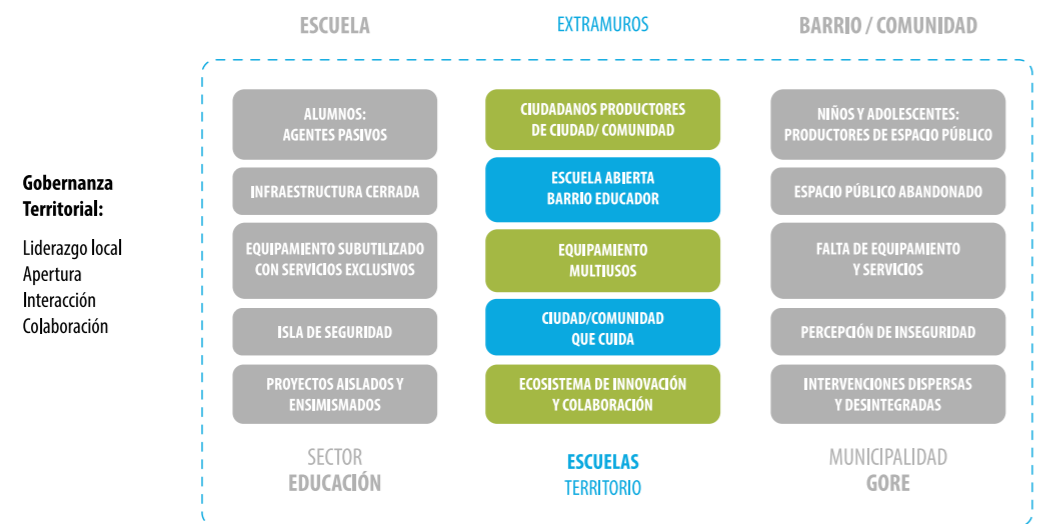 ESCUELA
EXTRAMUROS
BARRIO / COMUNIDAD
Gobernanza
Territorial:
Liderazgo local
Apertura
Interacción
Colaboración
ALUMNOS:
AGENTES PASIVOS
CIUDADANOS PRODUCTORES
DE CIUDAD/ COMUNIDAD
NIÑOS Y ADOLESCENTES:
PRODUCTORES DE ESPACIO PÚBLICO
INFRAESTRUCTURA CERRADA
ESCUELA ABIERTA
BARRIO EDUCADOR
ESPACIO PÚBLICO ABANDONADO
EQUIPAMIENTO SUBUTILIZADO
CON SERVICIOS EXCLUSIVOS
EQUIPAMIENTO
MULTIUSOS
FALTA DE EQUIPAMIENTO
Y SERVICIOS
ISLA DE SEGURIDAD
CIUDAD/COMUNIDAD
QUE CUIDA
PERCEPCIÓN DE INSEGURIDAD
PROYECTOS AISLADOS Y
ENSIMISMADOS
ECOSISTEMA DE INNOVACIÓN
Y COLABORACIÓN
INTERVENCIONES DISPERSAS
Y DESINTEGRADAS
SECTOR
EDUCACIÓN
ESCUELAS
TERRITORIO
MUNICIPALIDAD
GORE